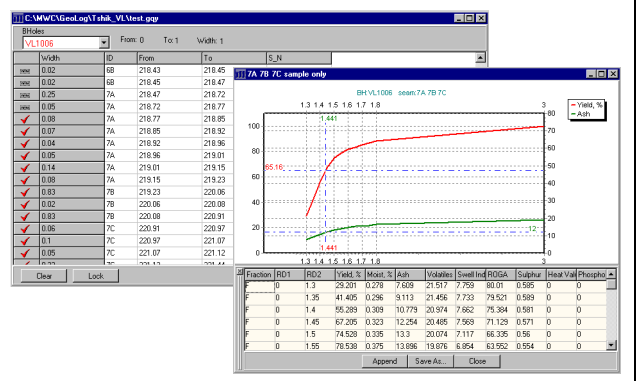 C:\MWC\GeoLog\Tshik_VL\test.gqy
BHoles
VL1006 From: 0 To: 1 Width: 1
Width ID From To S_N
0.02 6B 218.43 218.45
0.02 6B 218.45 218.47
0.25 7A 218.47 218.72
0.05 7A 218.72 218.77
0.08 7A 218.77 218.85
0.07 7A 218.85 218.92
0.04 7A 218.92 218.96
0.05 7A 218.96 219.01
0.14 7A 219.01 219.15
0.08 7A 219.15 219.23
0.83 7B 219.23 220.06
0.02 7B 220.06 220.08
0.83 7B 220.08 220.91
0.06 7C 220.91 220.97
0.1 7C 220.97 221.07
0.05 7C 221.07 221.12
Clear Lock
7A 7B 7C sample only
BH:VL1006 seam:7A 7B 7C
1.3 1.4 1.5 1.6 1.7 1.8 3
1.441
Yield, %
Ash
100
80
65.16
60
40
20
0
80
70
60
50
40
30
20
12
10
0
1.441
1.3 1.4 1.5 1.6 1.7 1.8 3
Fraction RD1 RD2 Yield, % Moist, % Ash Volatiles Swell Ind ROGA Sulphur Heat Val Phospho
F 0 1.3 29.201 0.278 7.609 21.517 7.759 80.01 0.585 0 0
F 0 1.35 41.405 0.296 9.113 21.456 7.733 79.521 0.589 0 0
F 0 1.4 55.289 0.309 10.779 20.974 7.662 75.384 0.581 0 0
F 0 1.45 67.205 0.323 12.254 20.485 7.569 71.129 0.571 0 0
F 0 1.5 74.528 0.335 13.3 20.074 7.117 66.335 0.56 0 0
F 0 1.55 78.538 0.375 13.896 19.876 6.854 63.552 0.554 0 0
Append Save As... Close